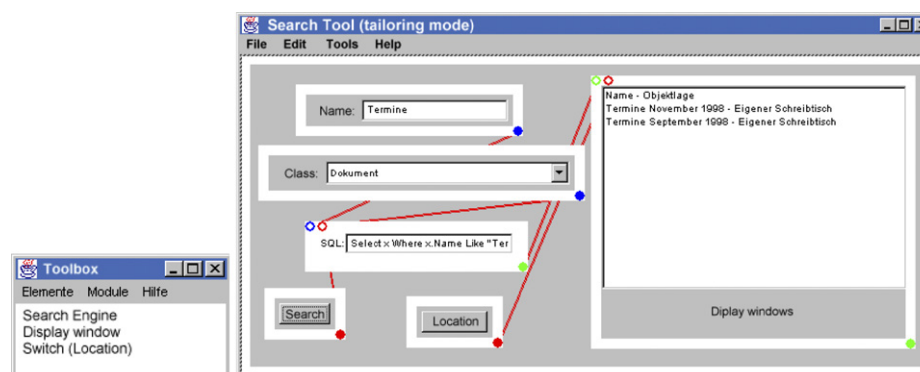 Search Tool (tailoring mode)
File Edit Tools Help
Name: Termine
Class: Dokument
SQL: Select x Where x.Name Like "Ter
Search
Location
Name - Objektlage
Termine November 1998 - Eigener Schreibtisch
Termine September 1998 - Eigener Schreibtisch
Diplay windows
Toolbox
Elemente Module Hilfe
Search Engine
Display window
Switch (Location)